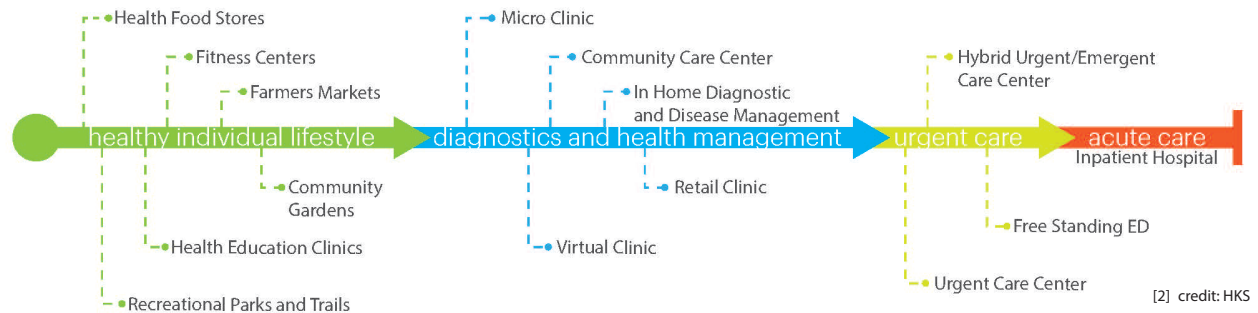 Health Food Stores
Micro Clinic
Fitness Centers
Community Care Center
Hybrid Urgent/Emergent
Care Center
Farmers Markets
In Home Diagnostic
and Disease Management
healthy individual lifestyle
diagnostics and health management
urgent care
acute care
Inpatient Hospital
Community
Gardens
Retail Clinic
Free Standing ED
Health Education Clinics
Virtual Clinic
Urgent Care Center
Recreational Parks and Trails
[2] credit: HKS